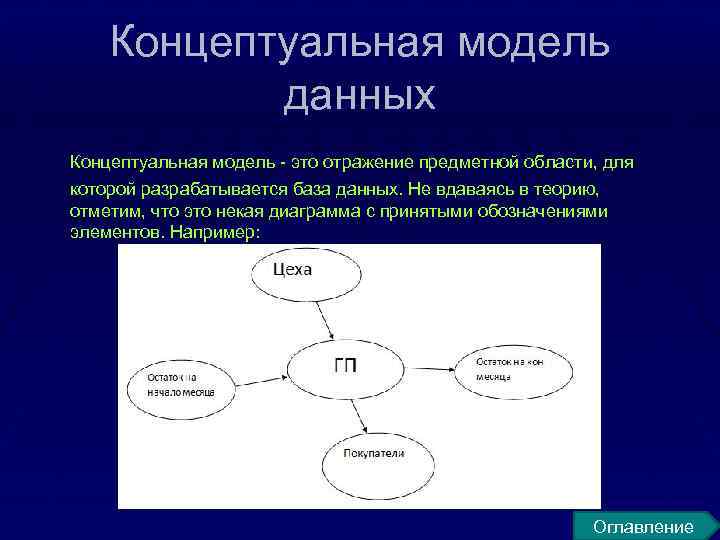 Концептуальная модель
данных
Концептуальная модель - это отражение предметной области, для
которой разрабатывается база данных. Не вдаваясь в теорию,
отметим, что это некая диаграмма с принятыми обозначениями
элементов. Например:
Цеха
ГП
Остаток на кон
месяца
Остаток на
начало месяца
Покупатели
Оглавление